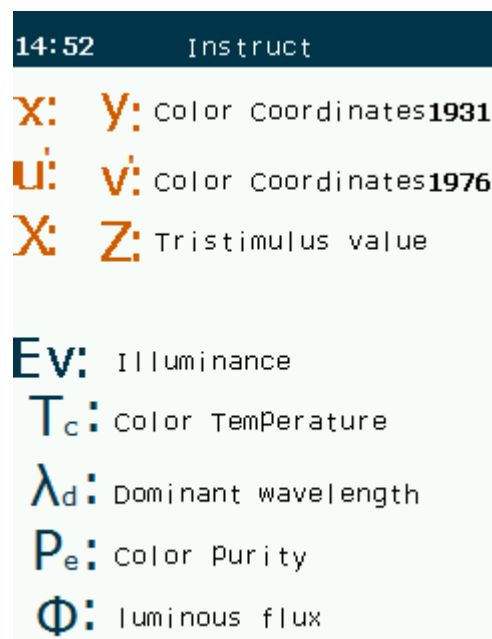 14:52 Instruct
x: y: Color Coordinates1931
u': v': Color Coordinates1976
X: Z: Tristimulus value
Ev: Illuminance
Tc: Color TemPerature
λd: Dominant wavelength
Pe: Color Purity
Φ: luminous flux